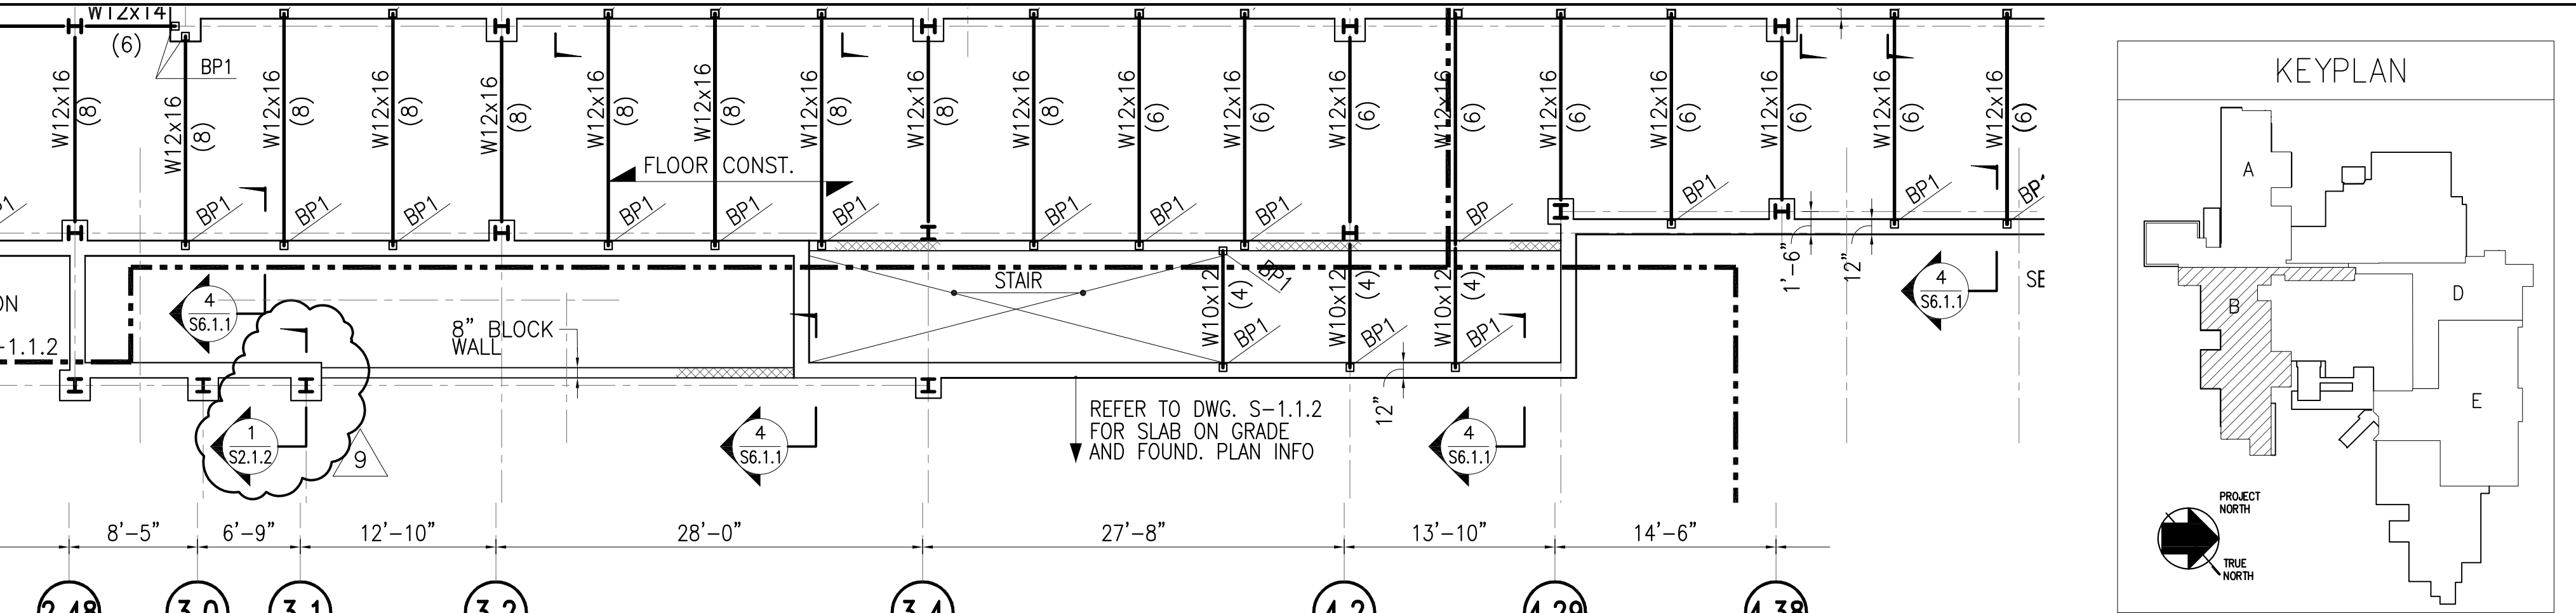 W12x14
(6)
BP1
W12x16
(8)
W12x16
(8)
W12x16
(8)
W12x16
(8)
W12x16
(8)
W12x16
(8)
W12x16
(8)
W12x16
(8)
W12x16
(8)
W12x16
(8)
W12x16
(6)
W12x16
(6)
W12x16
(6)
W12x16
(6)
W12x16
(6)
W12x16
(6)
W12x16
(6)
W12x16
(6)
W12x16
(6)
FLOOR CONST.
BP1
BP1
BP1
BP1
BP1
BP1
BP1
BP1
BP1
BP
BP1
BP1
STAIR
BP1
W10x12
(4)
W10x12
(4)
W10x12
(4)
BP1
BP1
BP1
1'-6"
12"
12"
4
S6.1.1
4
S6.1.1
4
S6.1.1
4
S6.1.1
1
S2.1.2
9
8" BLOCK
WALL
-1.1.2
REFER TO DWG. S-1.1.2
FOR SLAB ON GRADE
AND FOUND. PLAN INFO
8'-5"
6'-9"
12'-10"
28'-0"
27'-8"
13'-10"
14'-6"
2.48
3.0
3.1
3.2
3.4
4.2
4.29
4.38
KEYPLAN
A
B
D
E
PROJECT
NORTH
TRUE
NORTH